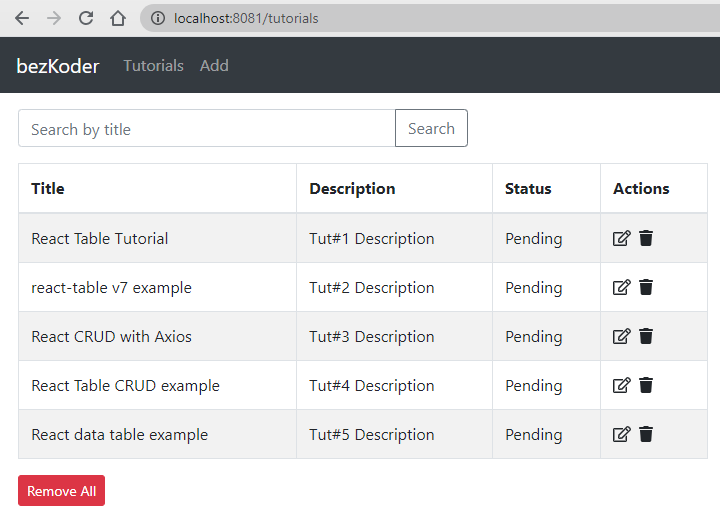 localhost:8081/tutorials
bezKoder Tutorials Add
Search by title Search
Title Description Status Actions
React Table Tutorial Tut#1 Description Pending
react-table v7 example Tut#2 Description Pending
React CRUD with Axios Tut#3 Description Pending
React Table CRUD example Tut#4 Description Pending
React data table example Tut#5 Description Pending
Remove All